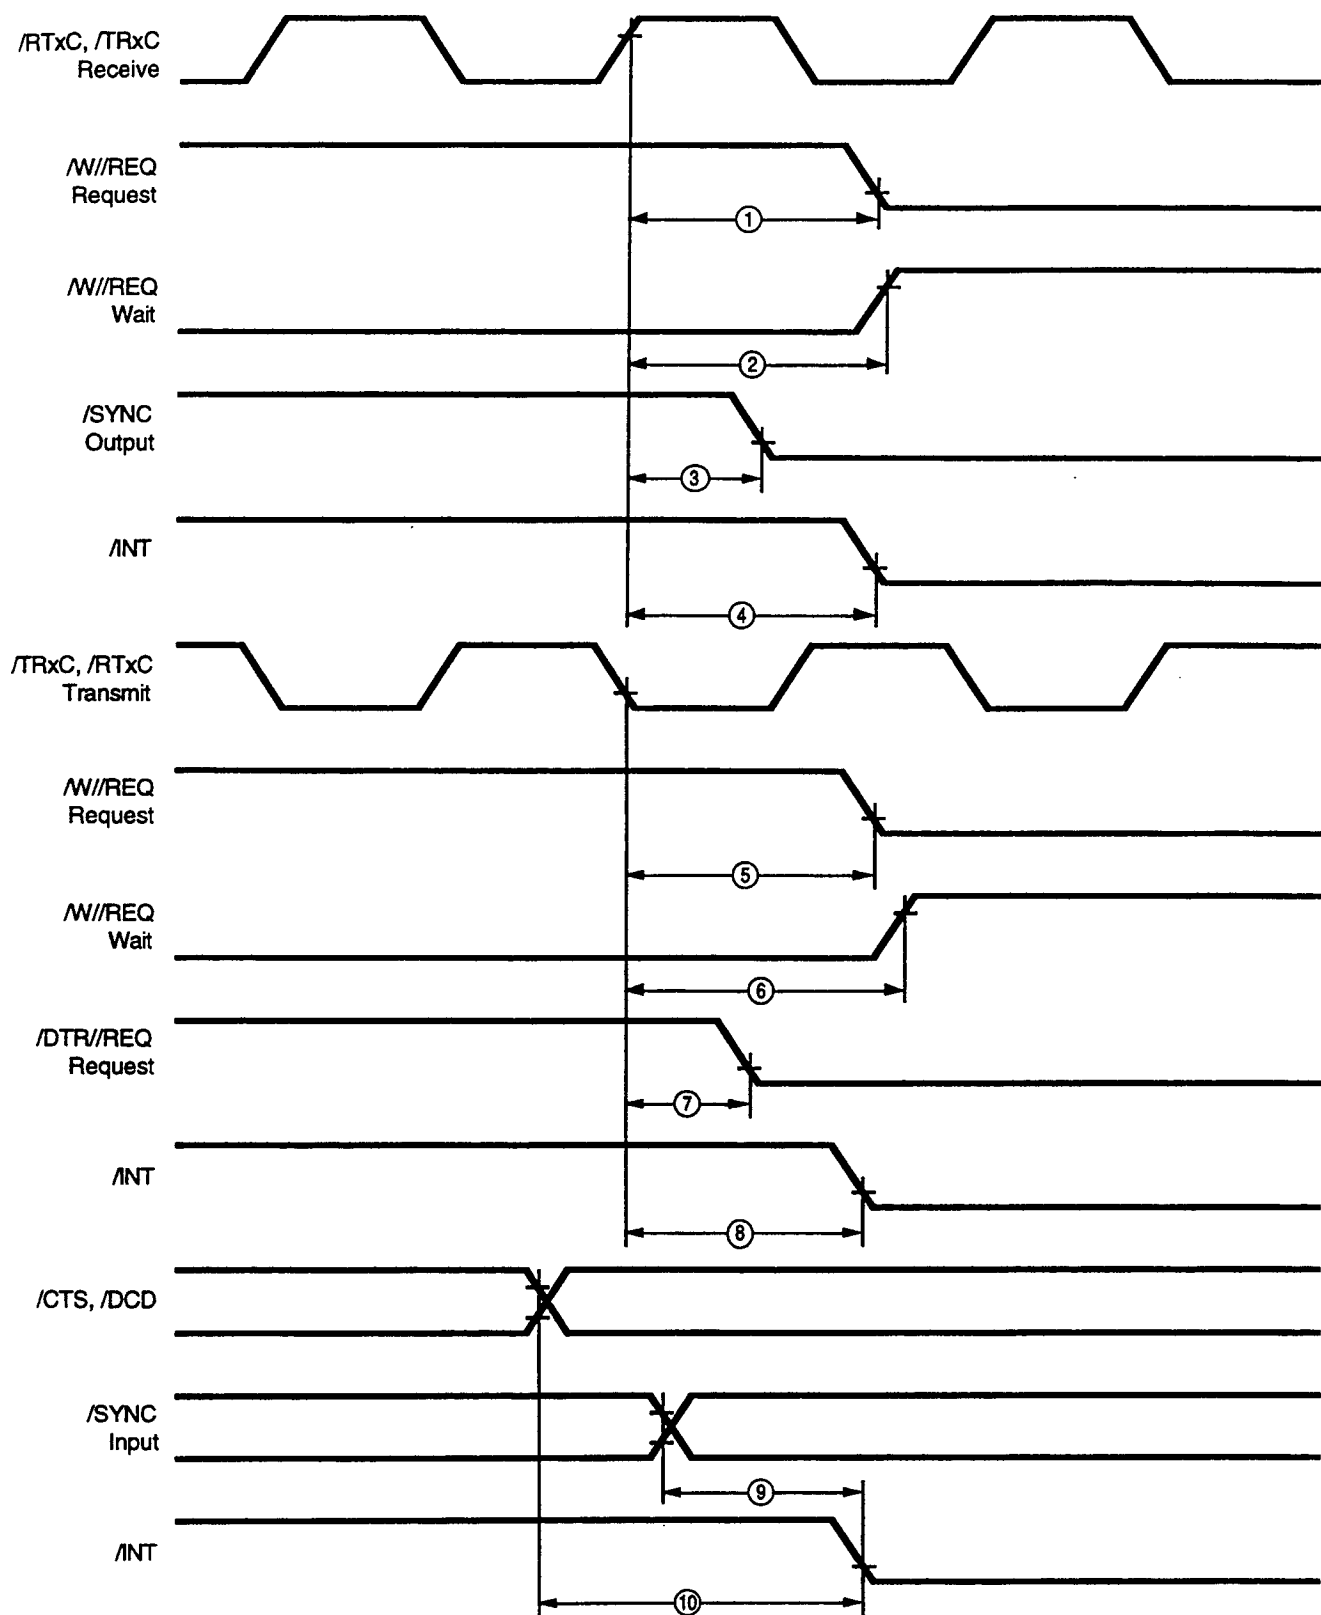 /RTxC, /TRxC
Receive
/W//REQ
Request
1
/W//REQ
Wait
2
/SYNC
Output
3
/INT
4
/TRxC, /RTxC
Transmit
/W//REQ
Request
5
/W//REQ
Wait
6
/DTR//REQ
Request
7
/INT
8
/CTS, /DCD
/SYNC
Input
9
/INT
10